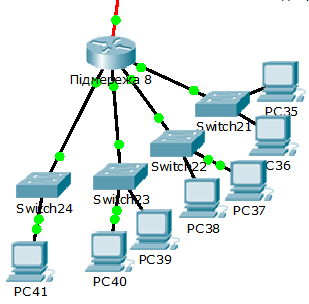 Підмережа 8
PC35
Switch21
PC36
Switch22
PC37
Switch23
Switch24
PC38
PC39
PC40
PC41